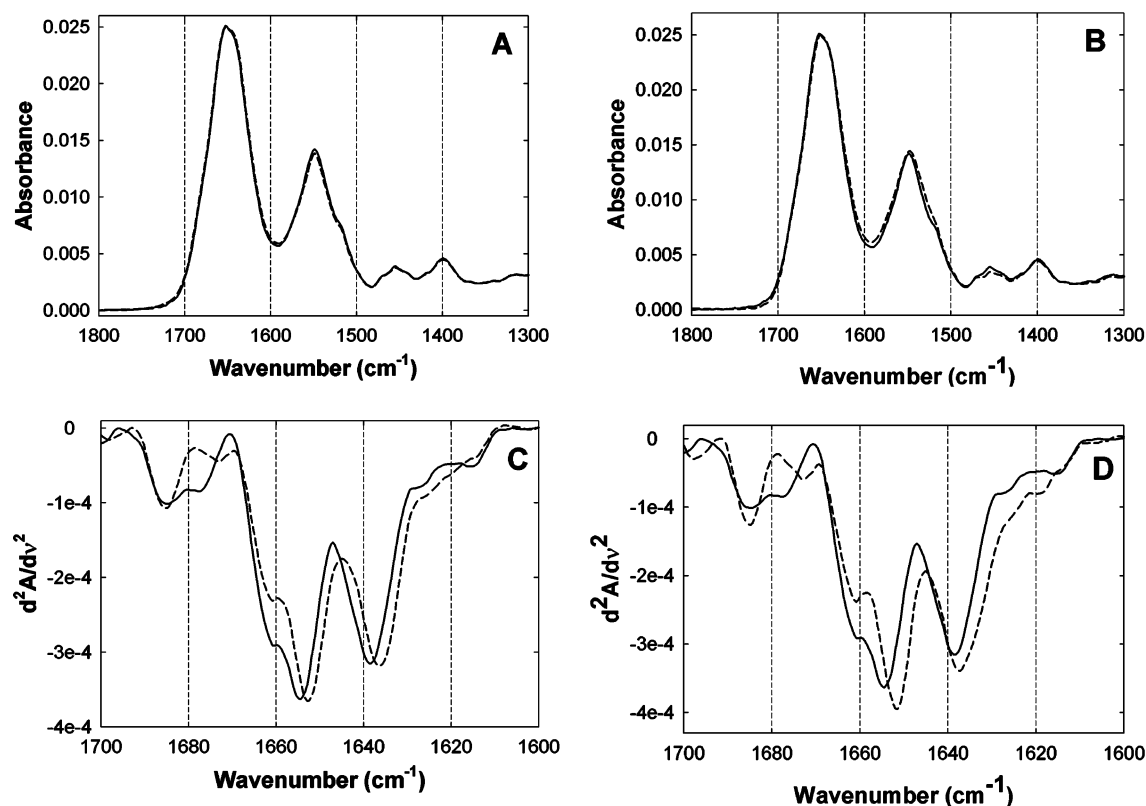 A
B
Absorbance
0.025
0.020
0.015
0.010
0.005
0.000
1800 1700 1600 1500 1400 1300
Wavenumber (cm⁻¹)
Absorbance
0.025
0.020
0.015
0.010
0.005
0.000
1800 1700 1600 1500 1400 1300
Wavenumber (cm⁻¹)
C
d²A/dν²
0
-1e-4
-2e-4
-3e-4
-4e-4
1700 1680 1660 1640 1620 1600
Wavenumber (cm⁻¹)
D
d²A/dν²
0
-1e-4
-2e-4
-3e-4
-4e-4
1700 1680 1660 1640 1620 1600
Wavenumber (cm⁻¹)